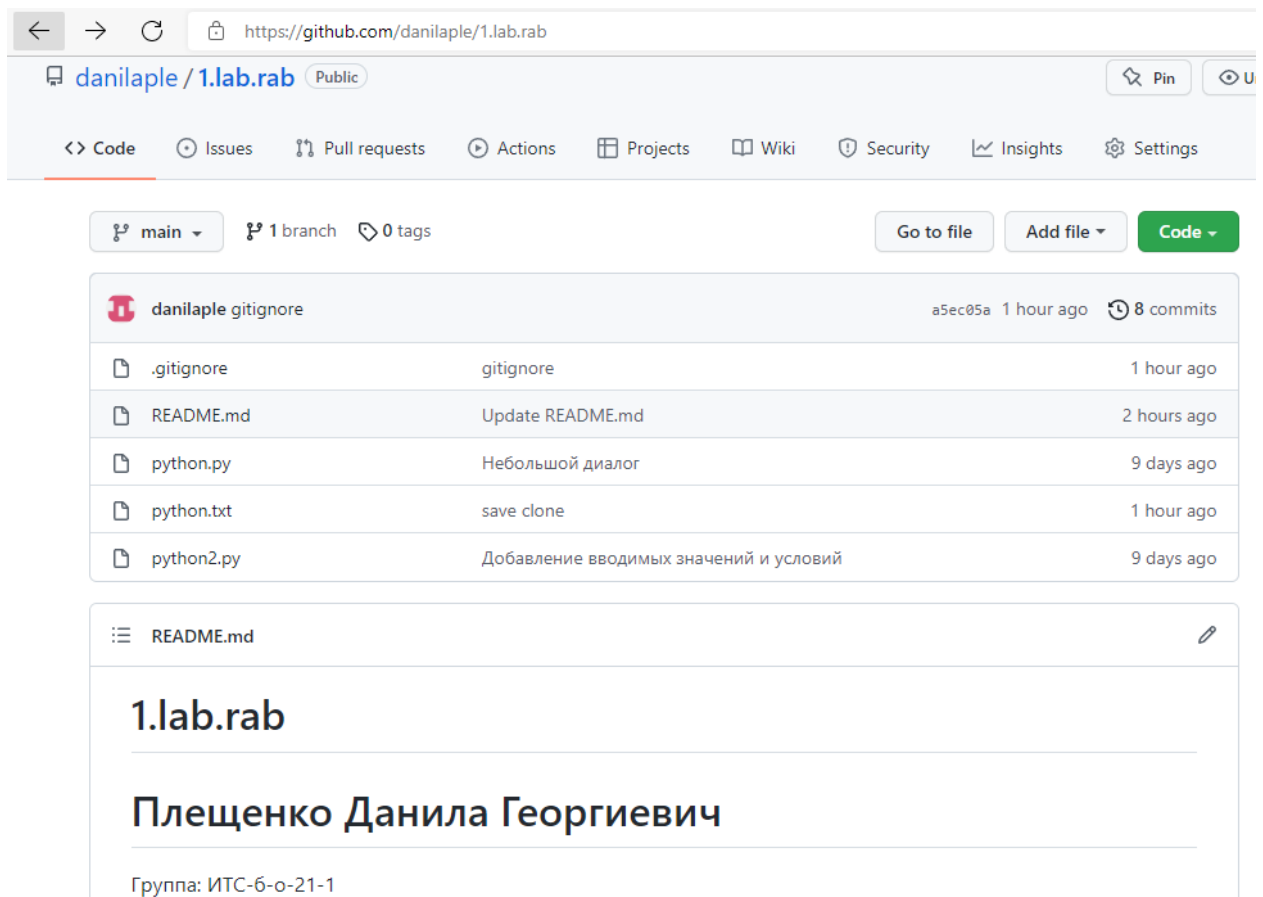 https://github.com/danilaple/1.lab.rab
danilaple / 1.lab.rab Public Pin
Code Issues Pull requests Actions Projects Wiki Security Insights Settings
main 1 branch 0 tags Go to file Add file Code
danilaple gitignore a5ec05a 1 hour ago 8 commits
.gitignore gitignore 1 hour ago
README.md Update README.md 2 hours ago
python.py Небольшой диалог 9 days ago
python.txt save clone 1 hour ago
python2.py Добавление вводимых значений и условий 9 days ago
README.md
1.lab.rab
Плещенко Данила Георгиевич
Группа: ИТС-б-о-21-1